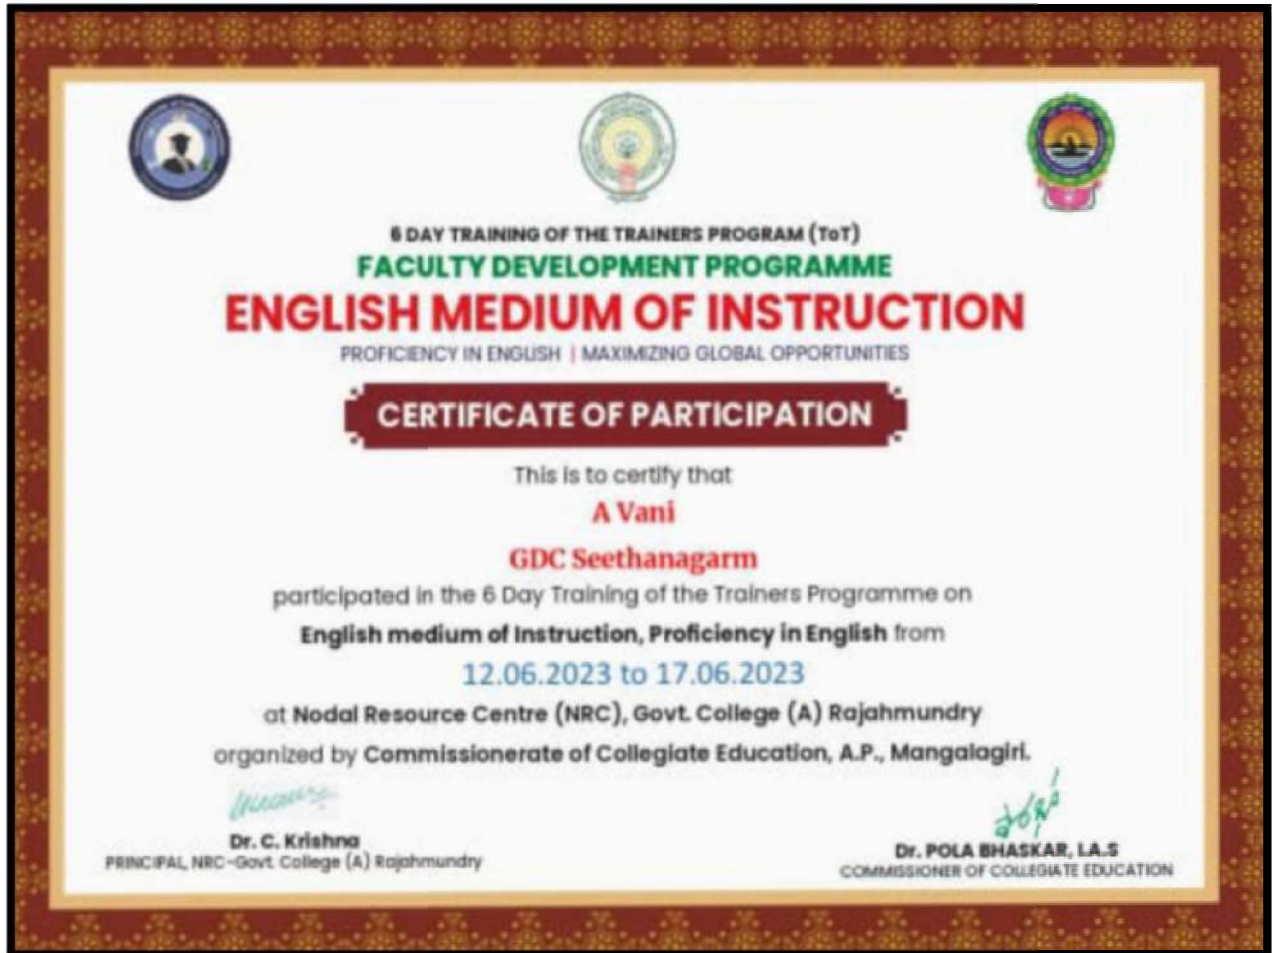 6 DAY TRAINING OF THE TRAINERS PROGRAM (ToT)
FACULTY DEVELOPMENT PROGRAMME
ENGLISH MEDIUM OF INSTRUCTION
PROFICIENCY IN ENGLISH | MAXIMIZING GLOBAL OPPORTUNITIES
CERTIFICATE OF PARTICIPATION
This is to certify that
A Vani
GDC Seethanagarm
participated in the 6 Day Training of the Trainers Programme on
English medium of Instruction, Proficiency in English from
12.06.2023 to 17.06.2023
at Nodal Resource Centre (NRC), Govt. College (A) Rajahmundry
organized by Commissionerate of Collegiate Education, A.P., Mangalagiri.
Dr. C. Krishna
PRINCIPAL, NRC-Govt. College (A) Rajahmundry
Dr. POLA BHASKAR, I.A.S
COMMISSIONER OF COLLEGIATE EDUCATION